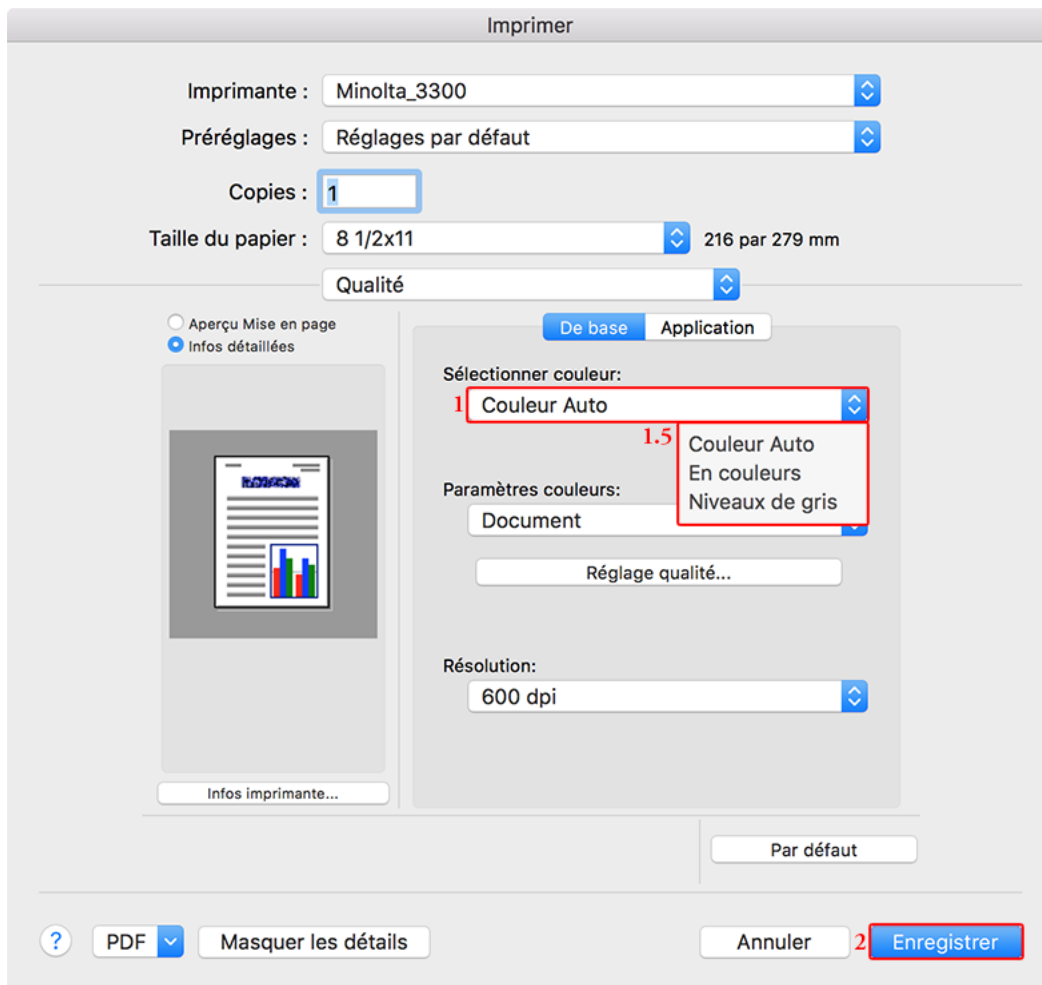 Imprimer
Imprimante : Minolta_3300
Préréglages : Réglages par défaut
Copies : 1
Taille du papier : 8 1/2x11 216 par 279 mm
Qualité
Aperçu Mise en page
Infos détaillées
De base Application
Sélectionner couleur:
1 Couleur Auto
1.5 Couleur Auto
En couleurs
Niveaux de gris
Paramètres couleurs:
Document
Réglage qualité...
Résolution:
600 dpi
Infos imprimante...
Par défaut
? PDF Masquer les détails Annuler 2 Enregistrer